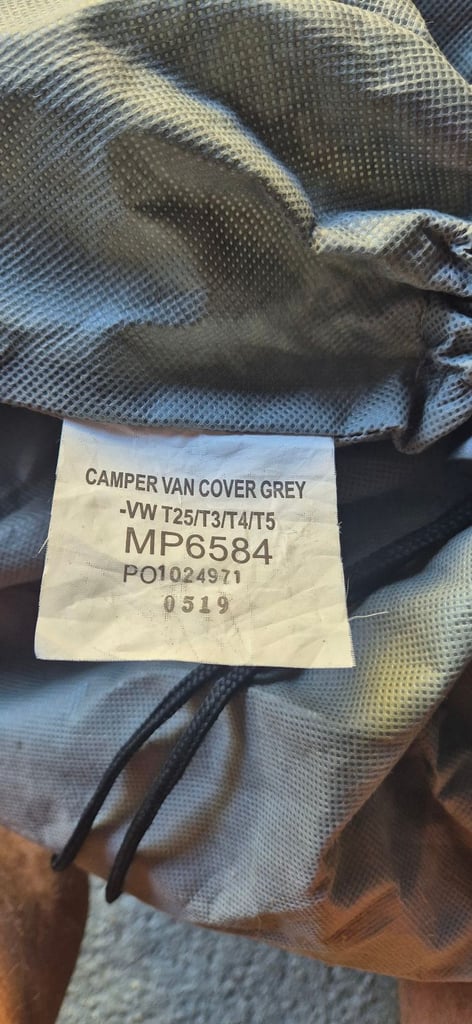 CAMPER VAN COVER GREY
-VW T25/T3/T4/T5
MP6584
PO1024971
0519